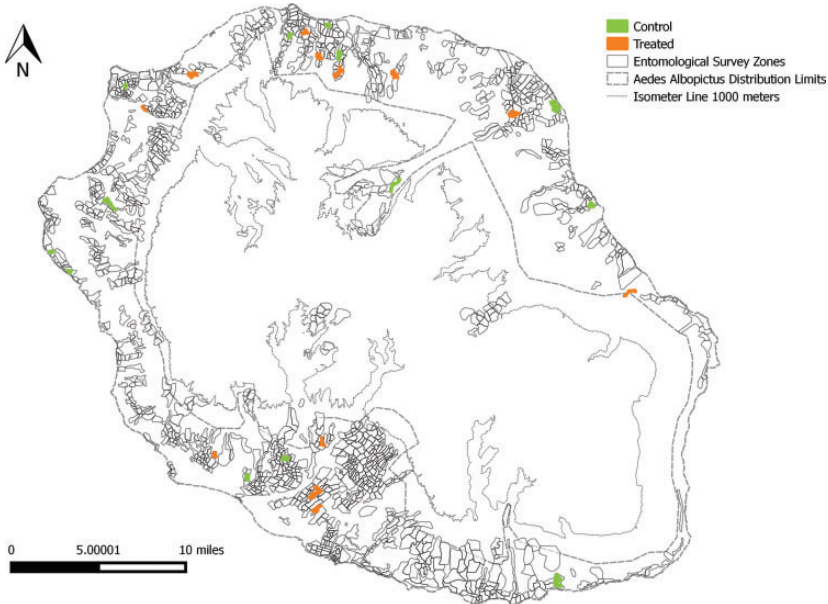 N
Control
Treated
Entomological Survey Zones
Aedes Albopictus Distribution Limits
Isometer Line 1000 meters
0 5.00001 10 miles